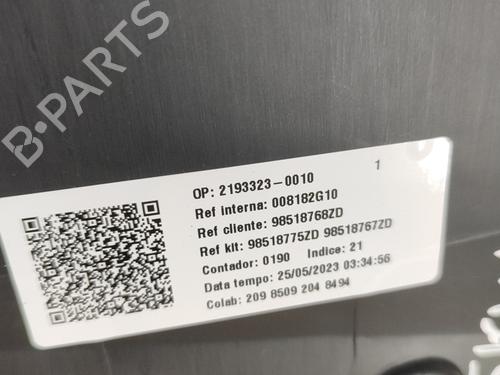 B-PARTS
OP: 2193323-0010 1
Ref interna: 008182G10
Ref cliente: 98518768ZD
Ref kit: 98518775ZD 98518767ZD
Contador: 0190 Indice: 21
Data tempo: 25/05/2023 03:34:56
Colab: 209 8509 204 8494